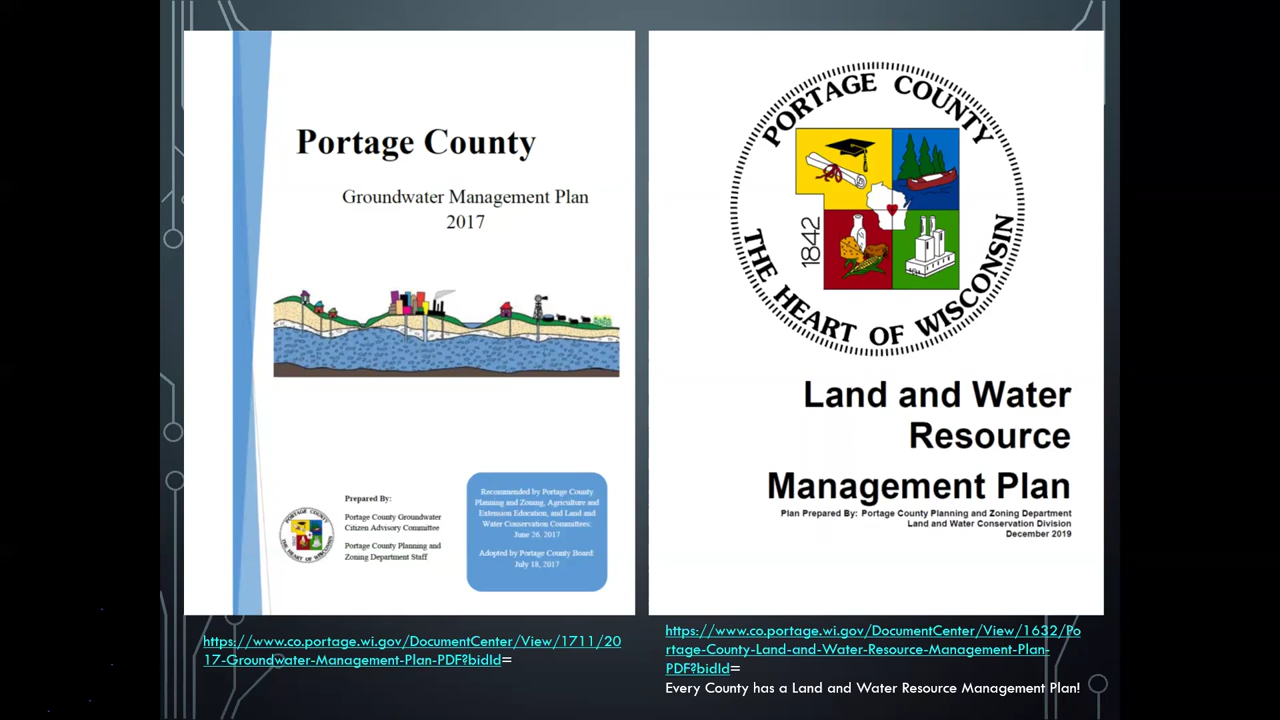 Portage County
Groundwater Management Plan
2017
Prepared By:
Portage County Groundwater
Citizen Advisory Committee
Portage County Planning and
Zoning Department Staff
PORTAGE COUNTY
THE HEART OF WISCONSIN
Recommended by Portage County
Planning and Zoning, Agriculture and
Extension Education, and Land and
Water Conservation Committees:
June 26, 2017
Adopted by Portage County Board:
July 18, 2017
https://www.co.portage.wi.gov/DocumentCenter/View/1711/20
17-Groundwater-Management-Plan-PDF?bidId=
PORTAGE COUNTY
1842
THE HEART OF WISCONSIN
Land and Water
Resource
Management Plan
Plan Prepared By: Portage County Planning and Zoning Department
Land and Water Conservation Division
December 2019
https://www.co.portage.wi.gov/DocumentCenter/View/1632/Po
rtage-County-Land-and-Water-Resource-Management-Plan-
PDF?bidId=
Every County has a Land and Water Resource Management Plan!